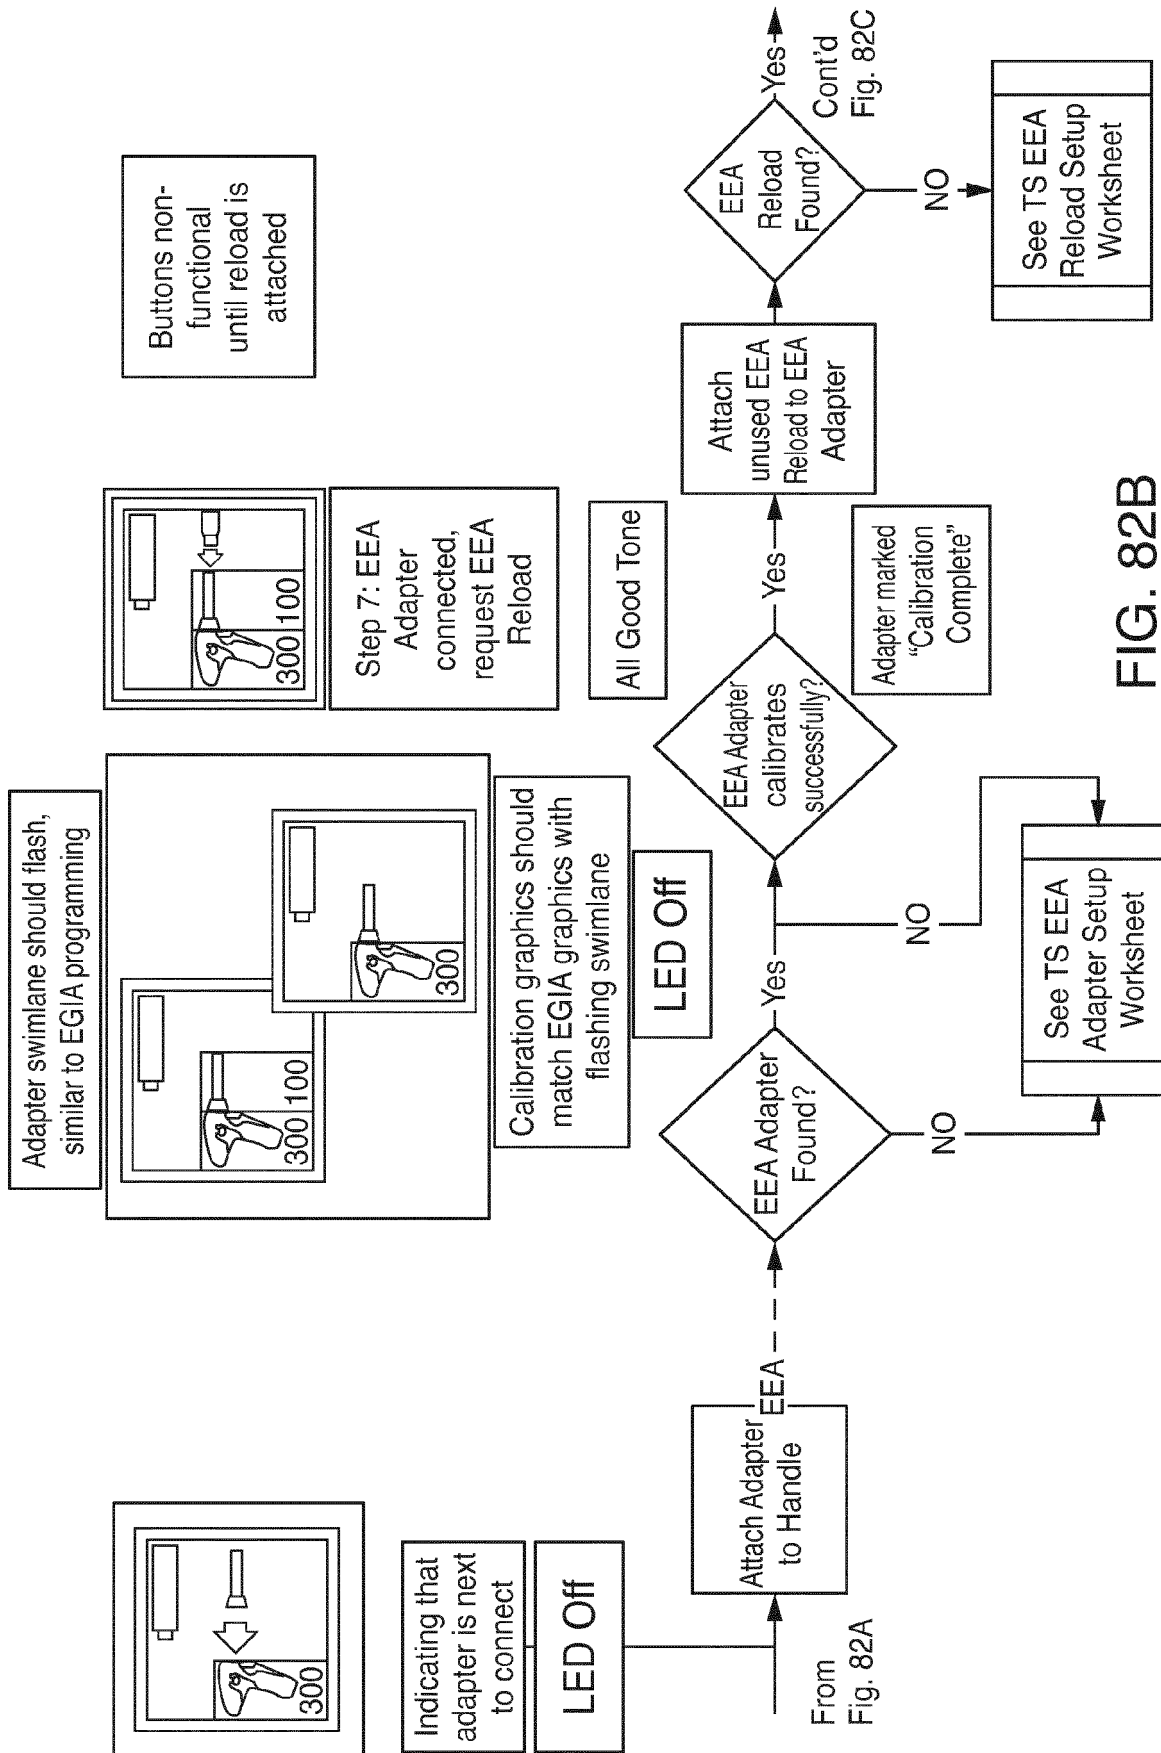 300
Indicating that
adapter is next
to connect
LED Off
From
Fig. 82A
Attach Adapter
to Handle
EEA
Adapter swimlane should flash,
similar to EGIA programming
300 100
300
Calibration graphics should
match EGIA graphics with
flashing swimlane
LED Off
EEA Adapter
Found?
Yes
NO
See TS EEA
Adapter Setup
Worksheet
NO
EEA Adapter
calibrates
successfully?
Yes
300 100
Step 7: EEA
Adapter
connected,
request EEA
Reload
All Good Tone
Adapter marked
“Calibration
Complete”
Attach
unused EEA
Reload to EEA
Adapter
Buttons non-
functional
until reload is
attached
EEA
Reload
Found?
Yes
Cont'd
Fig. 82C
NO
See TS EEA
Reload Setup
Worksheet
FIG. 82B